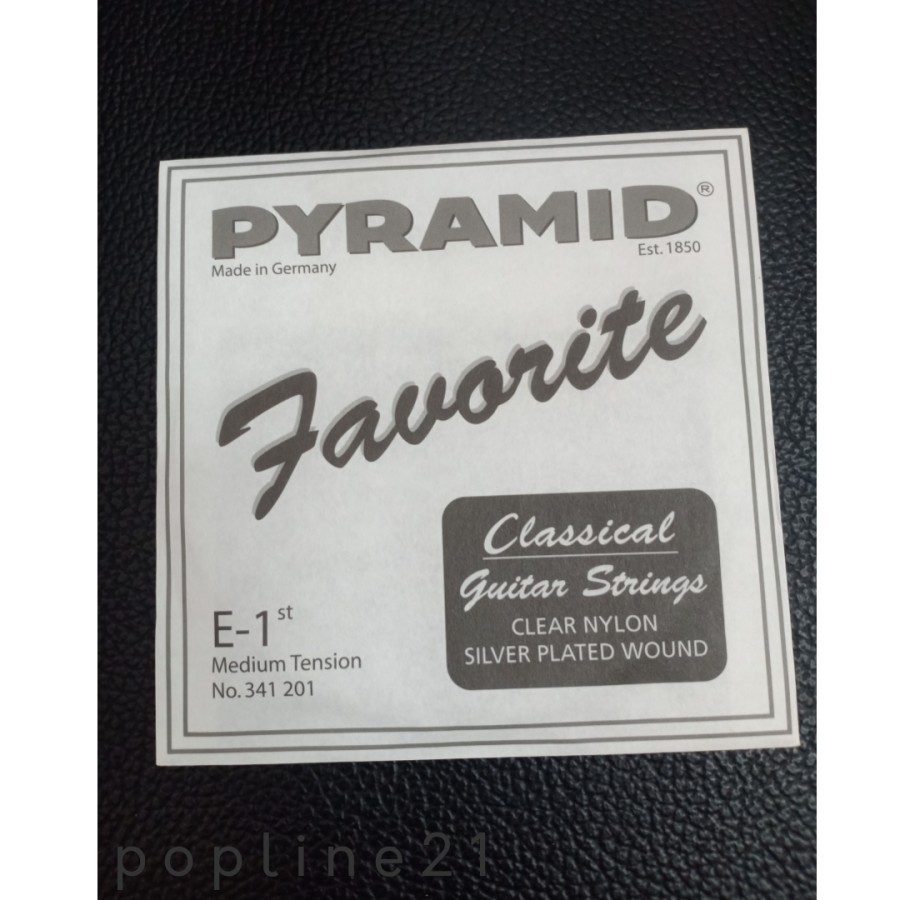 PYRAMID®
Made in Germany
Est. 1850
Favorite
Classical
Guitar Strings
CLEAR NYLON
SILVER PLATED WOUND
E-1st
Medium Tension
No. 341 201
popline21